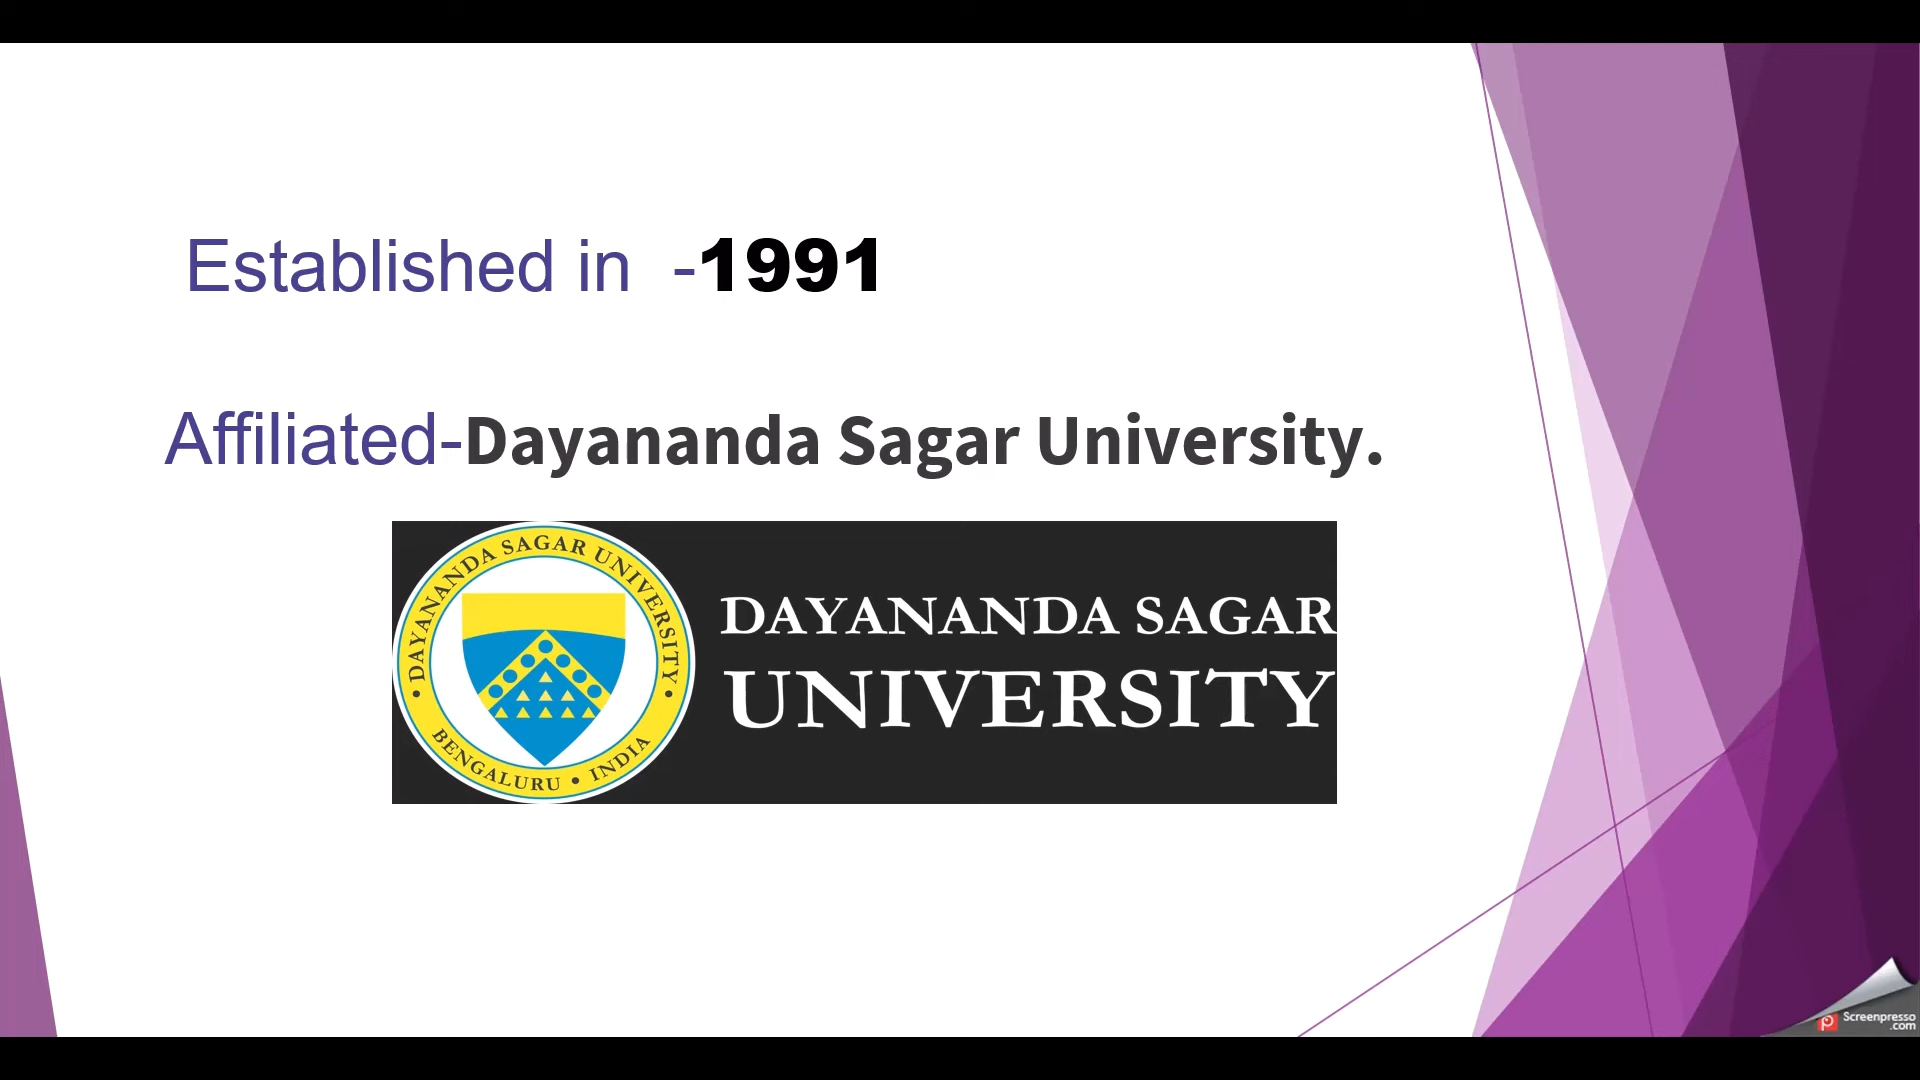 Established in  -1991
Affiliated-Dayananda Sagar University.
• DAYANANDA SAGAR UNIVERSITY •
BENGALURU • INDIA
DAYANANDA SAGAR
UNIVERSITY
Screenpresso
.com